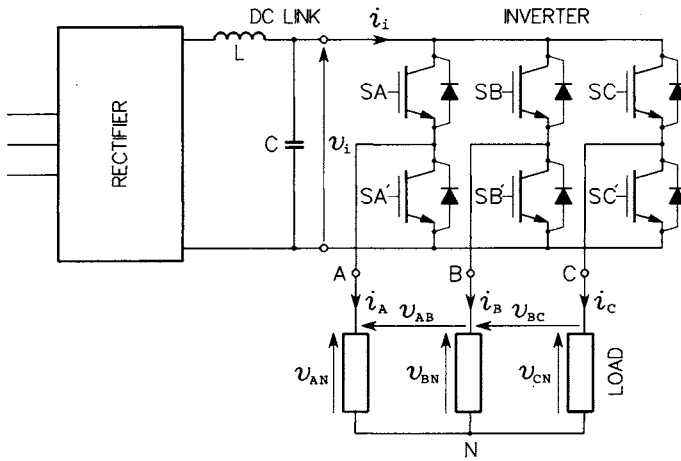 DC LINK
i_i
INVERTER
L
SA
SB
SC
RECTIFIER
C
v_i
SA'
SB'
SC'
A
B
C
i_A
i_B
i_C
v_AB
v_BC
v_AN
v_BN
v_CN
LOAD
N